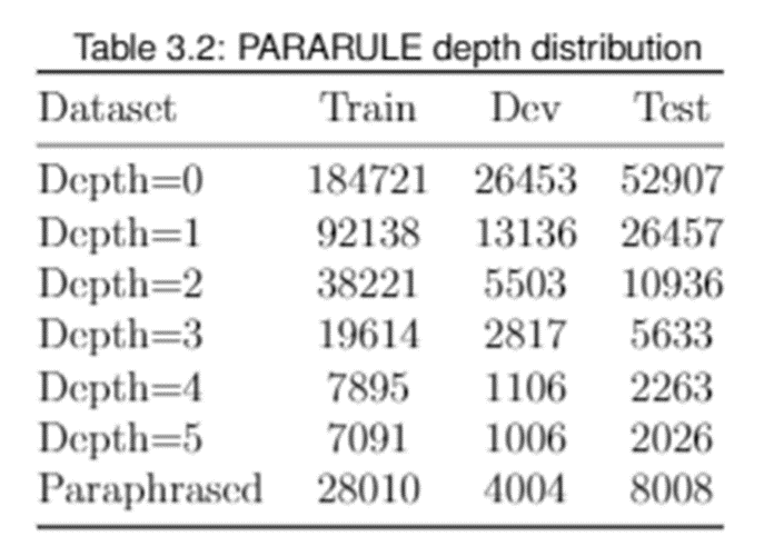 Table 3.2: PARARULE depth distribution
Dataset Train Dev Test
Depth=0 184721 26453 52907
Depth=1 92138 13136 26457
Depth=2 38221 5503 10936
Depth=3 19614 2817 5633
Depth=4 7895 1106 2263
Depth=5 7091 1006 2026
Paraphrased 28010 4004 8008